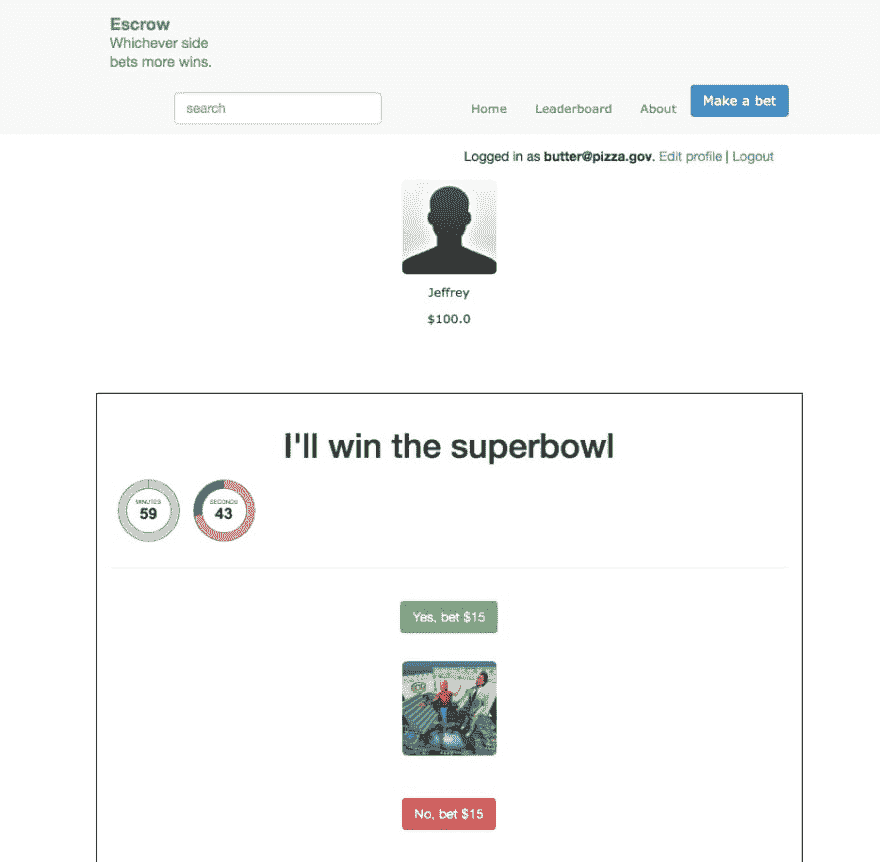 Escrow
Whichever side
bets more wins.
search
Home Leaderboard About Make a bet
Logged in as butter@pizza.gov. Edit profile | Logout
Jeffrey
$100.0
I'll win the superbowl
MINUTES SECONDS
59 43
Yes, bet $15
No, bet $15